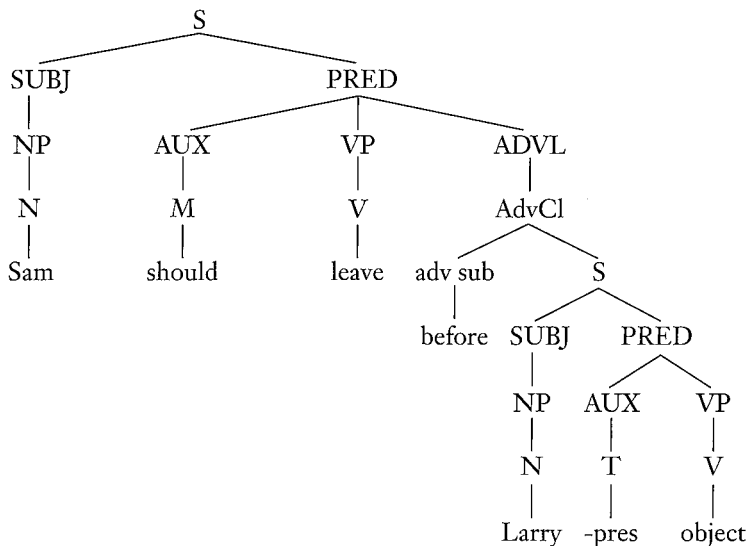 S
SUBJ PRED
NP AUX VP ADVL
N M V AdvCl
Sam should leave adv sub S
before SUBJ PRED
NP AUX VP
N T V
Larry -pres object